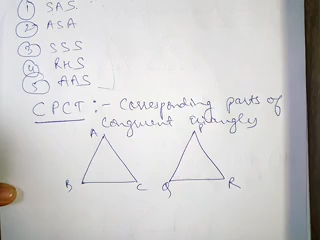 ① SAS
② ASA
③ SSS
④ RHS
⑤ AAS
CPCT :- Corresponding parts of
congruent triangles
A
B C
Q R